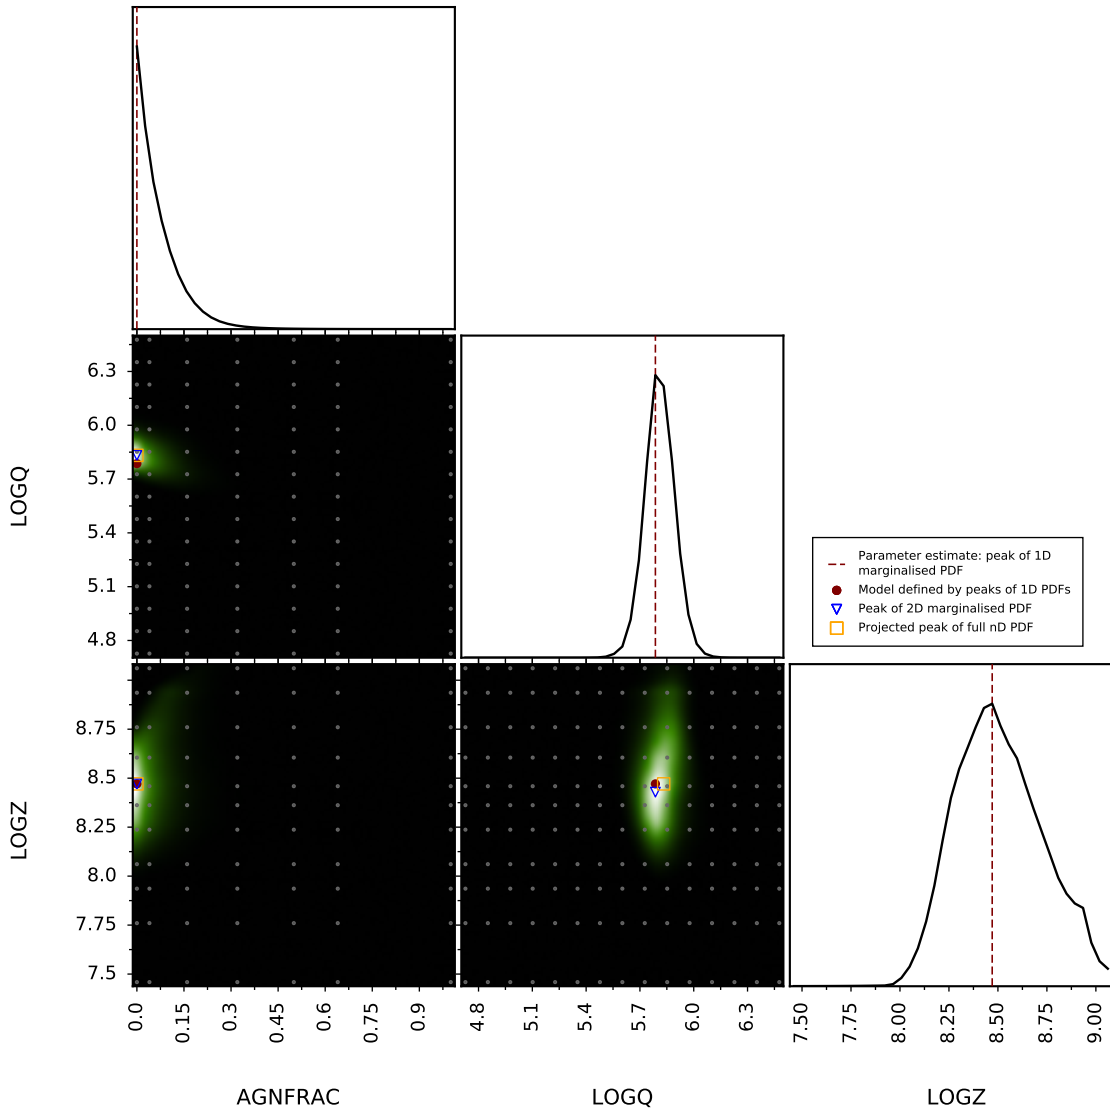 LOGQ
6.3
6.0
5.7
5.4
5.1
4.8
Parameter estimate: peak of 1D
marginalised PDF
Model defined by peaks of 1D PDFs
Peak of 2D marginalised PDF
Projected peak of full nD PDF
LOGZ
8.75
8.5
8.25
8.0
7.75
7.5
0.0 0.15 0.3 0.45 0.75 0.9 4.8 5.1 5.4 5.7 6.0 6.3 7.50 7.75 8.00 8.25 8.50 8.75 9.00
AGNFRAC LOGQ LOGZ